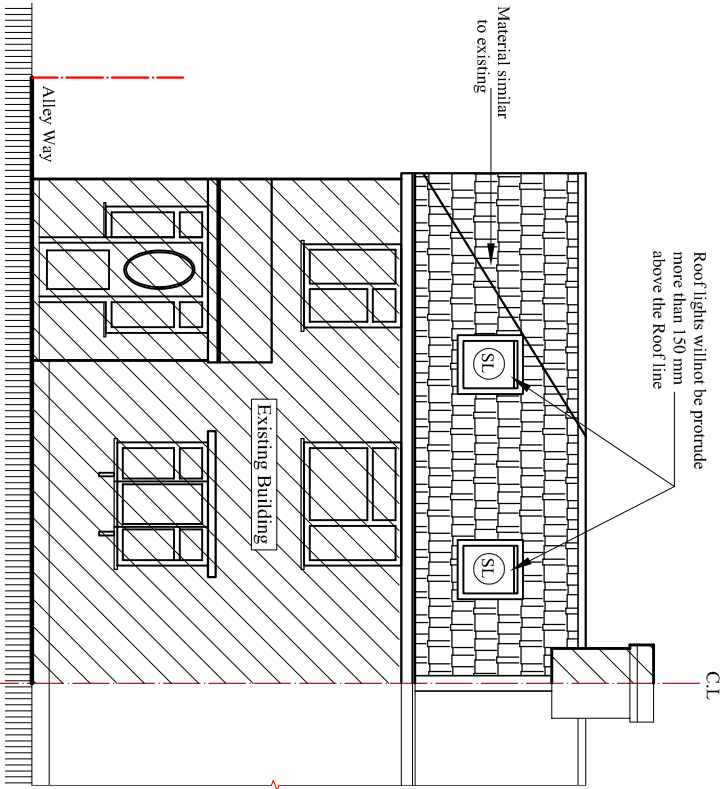 Roof lights willnot be protrude
more than 150 mm
above the Roof line
Material similar
to existing
C.L
SL
SL
Existing Building
Alley Way